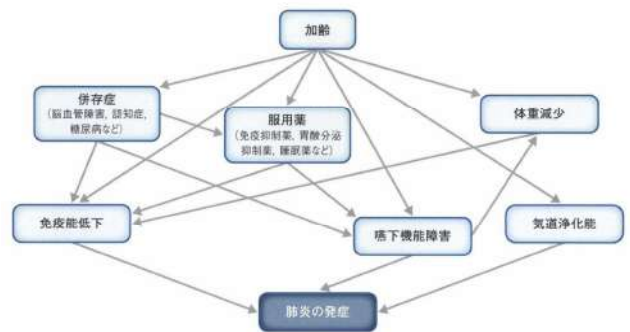 加齢
併存症
(脳血管障害, 認知症,
糖尿病など)
服用薬
(免疫抑制薬, 胃酸分泌
抑制薬, 睡眠薬など)
体重減少
免疫能低下
嚥下機能障害
気道浄化能
肺炎の発症